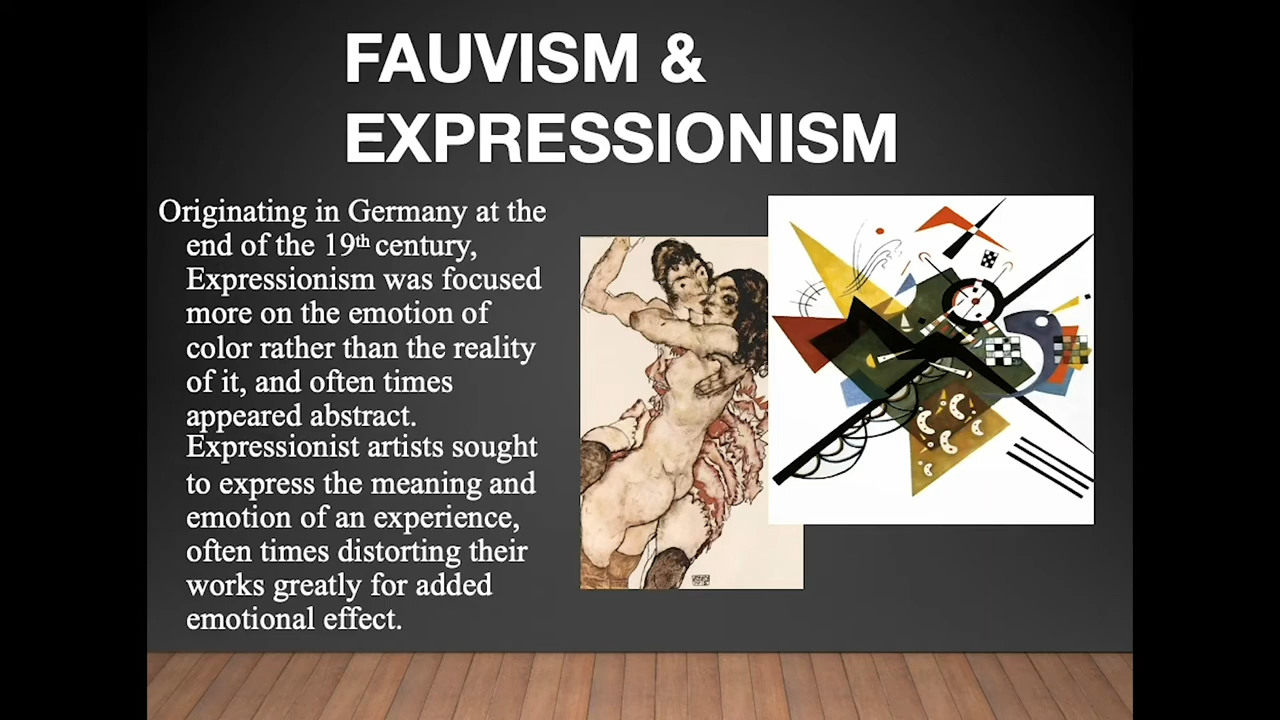 FAUVISM &
EXPRESSIONISM
Originating in Germany at the
end of the 19th century,
Expressionism was focused
more on the emotion of
color rather than the reality
of it, and often times
appeared abstract.
Expressionist artists sought
to express the meaning and
emotion of an experience,
often times distorting their
works greatly for added
emotional effect.